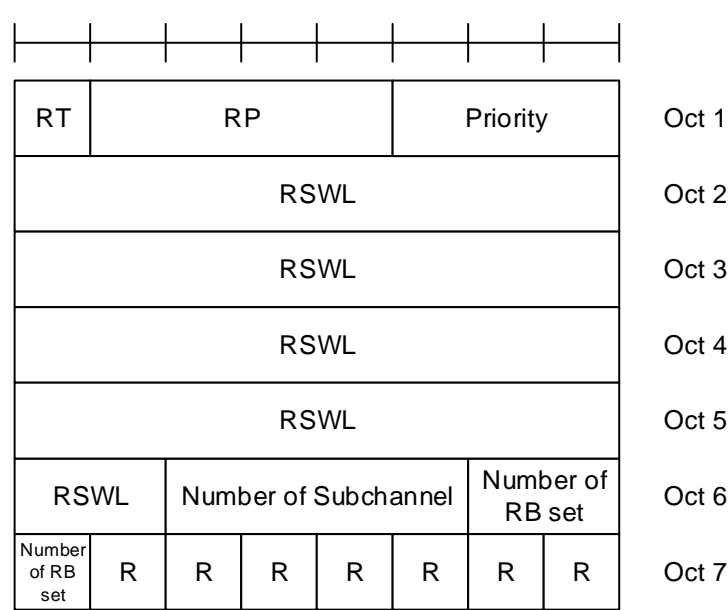 RT RP Priority Oct 1
RSWL Oct 2
RSWL Oct 3
RSWL Oct 4
RSWL Oct 5
RSWL Number of Subchannel Number of RB set Oct 6
Number of RB set R R R R R R R Oct 7